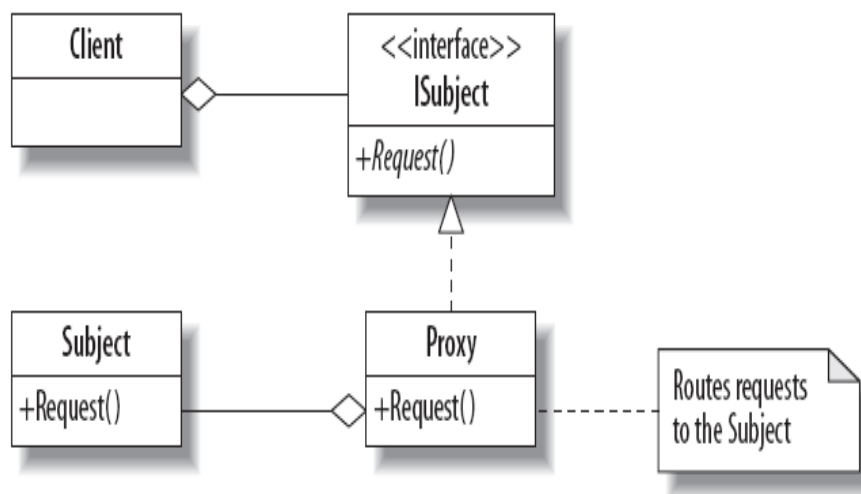 Client
<<interface>>
ISubject
+Request()
Subject
+Request()
Proxy
+Request()
Routes requests
to the Subject